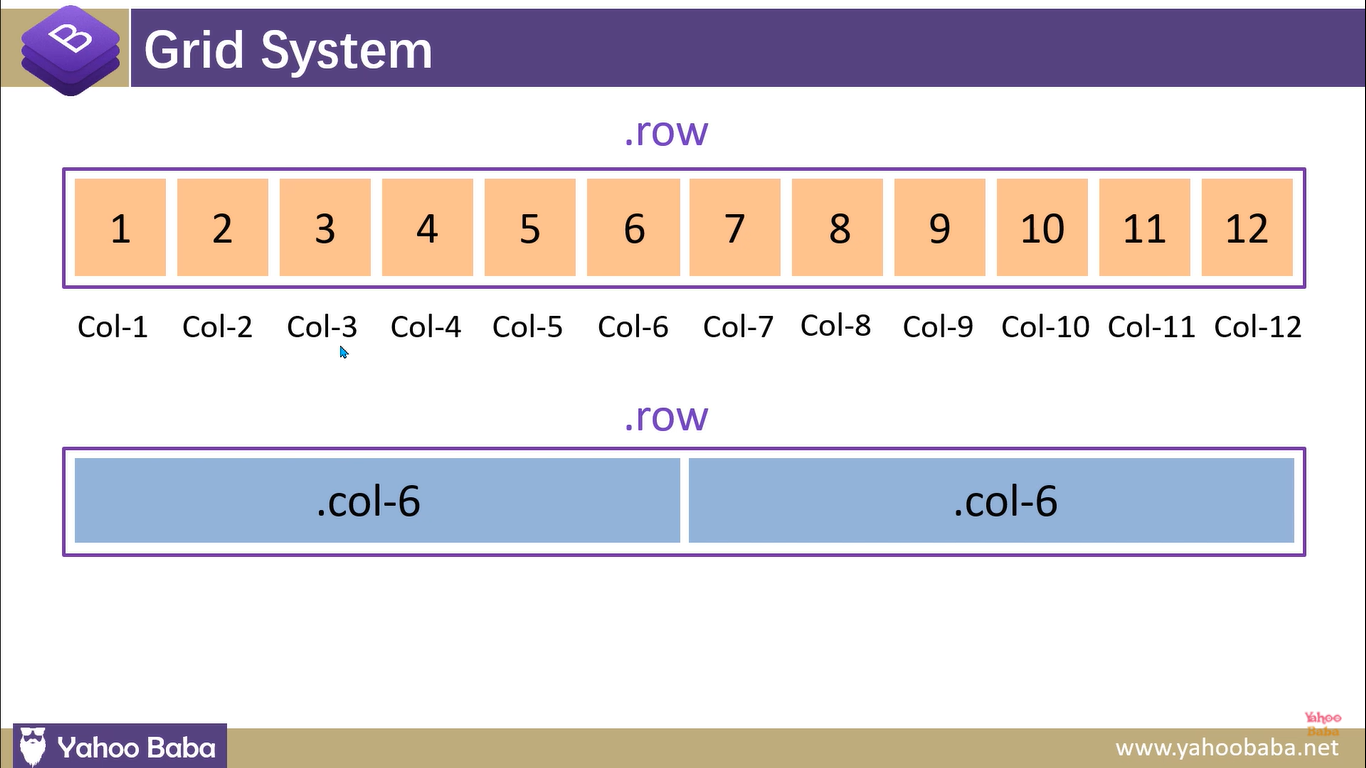 B
Grid System
.row
1 2 3 4 5 6 7 8 9 10 11 12
Col-1 Col-2 Col-3 Col-4 Col-5 Col-6 Col-7 Col-8 Col-9 Col-10 Col-11 Col-12
.row
.col-6 .col-6
Yahoo
Baba
Yahoo Baba
www.yahoobaba.net